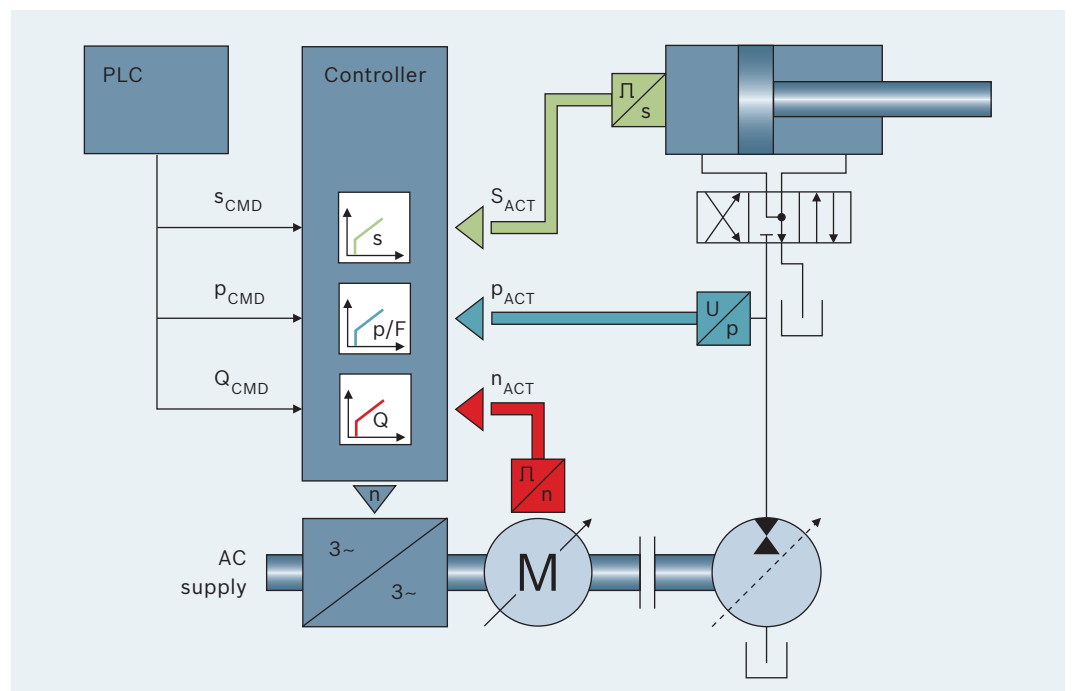 PLC
Controller
s
s_CMD
S_ACT
s
p_CMD
p_ACT
p/F
U
p
Q_CMD
n_ACT
Q
n
n
AC
supply
3~
3~
M